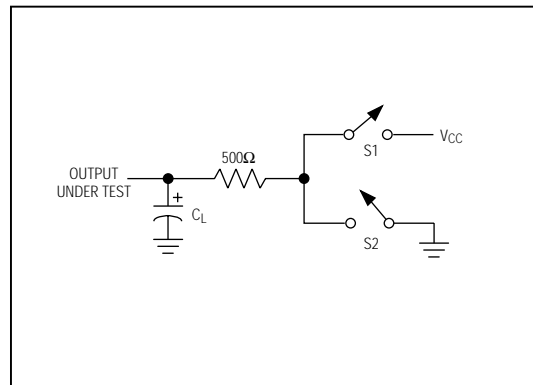 500Ω
S1
VCC
OUTPUT
UNDER TEST
+
CL
S2